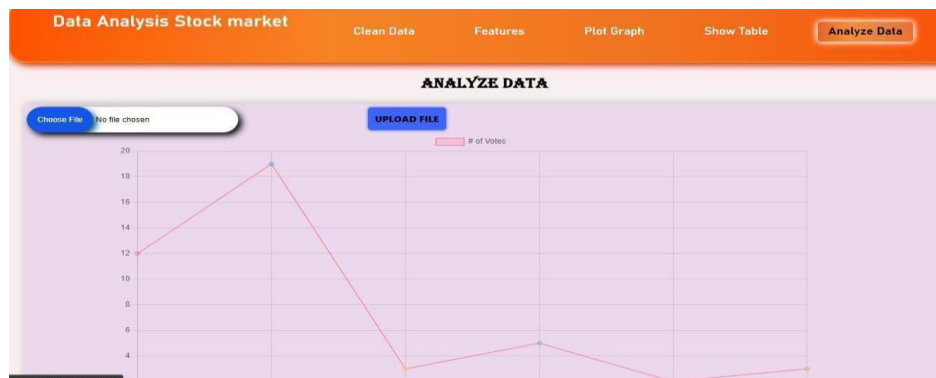 Data Analysis Stock market
Clean Data Features Plot Graph Show Table Analyze Data
ANALYZE DATA
Choose File No file chosen UPLOAD FILE
# of Votes
20
18
16
14
12
10
8
6
4